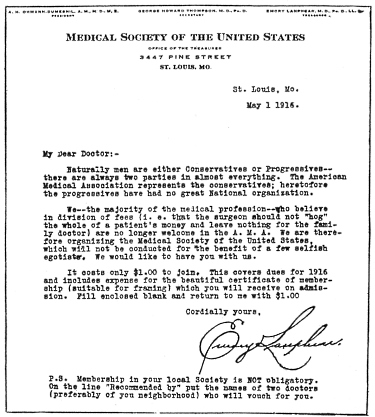 A. H. OHMANN-DUMESNIL, A. M., M. D., M. E. GEORGE HOWARD THOMPSON, M. D., Ph. D. EMORY LANPHEAR, M. D., Ph. D., LL. D.
PRESIDENT SECRETARY TREASURER
MEDICAL SOCIETY OF THE UNITED STATES
OFFICE OF THE TREASURER
3447 PINE STREET
ST. LOUIS, MO.
St. Louis, Mo.
May 1 1916.
My Dear Doctor:-
Naturally men are either Conservatives or Progressives--
there are always two parties in almost everything. The American
Medical Association represents the conservatives; heretofore
the progressives have had no great National organization.
We--the majority of the medical profession--who believe
in division of fees (i. e. that the surgeon should not "hog"
the whole of a patient's money and leave nothing for the fami-
ly doctor) are no longer welcome in the A. M. A. We are there-
fore organizing the Medical Society of the United States,
which will not be conducted for the benefit of a few selfish
egotists. We would like to have you with us.
It costs only $1.00 to join. This covers dues for 1916
and includes expense for the beautiful certificate of member-
ship (suitable for framing) which you will receive on admis-
sion. Fill enclosed blank and return to me with $1.00
Cordially yours,
Emory Lanphear.
P.S. Membership in your local Society is NOT obligatory.
On the line "Recommended by" put the names of two doctors
(preferably of you neighborhood) who will vouch for you.